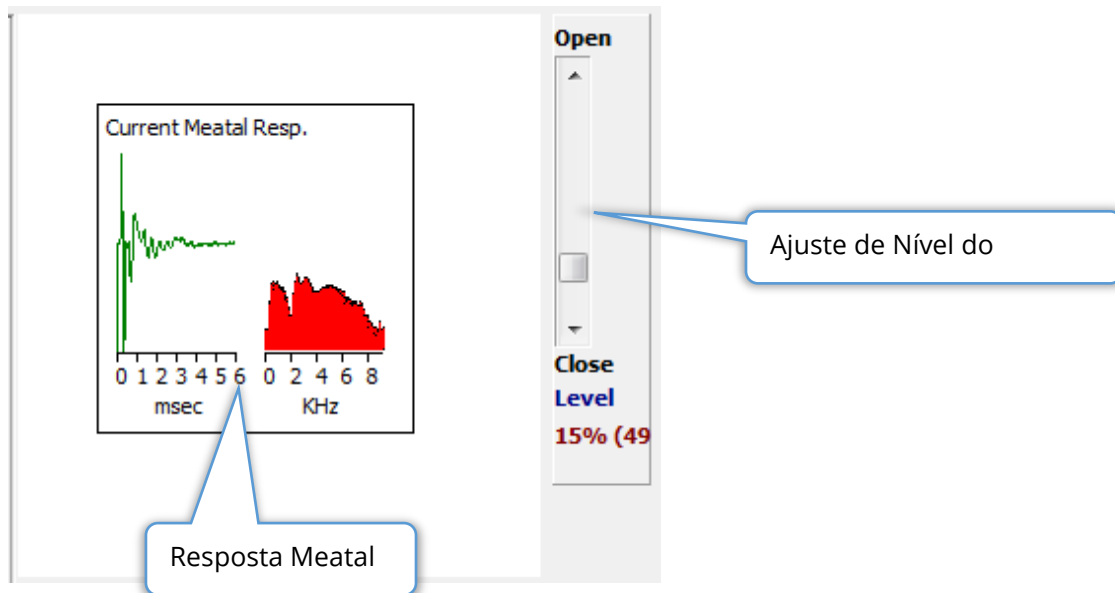 Open
Current Meatal Resp.
Ajuste de Nível do
0 1 2 3 4 5 6
0 2 4 6 8
msec
KHz
Close
Level
15% (49
Resposta Meatal